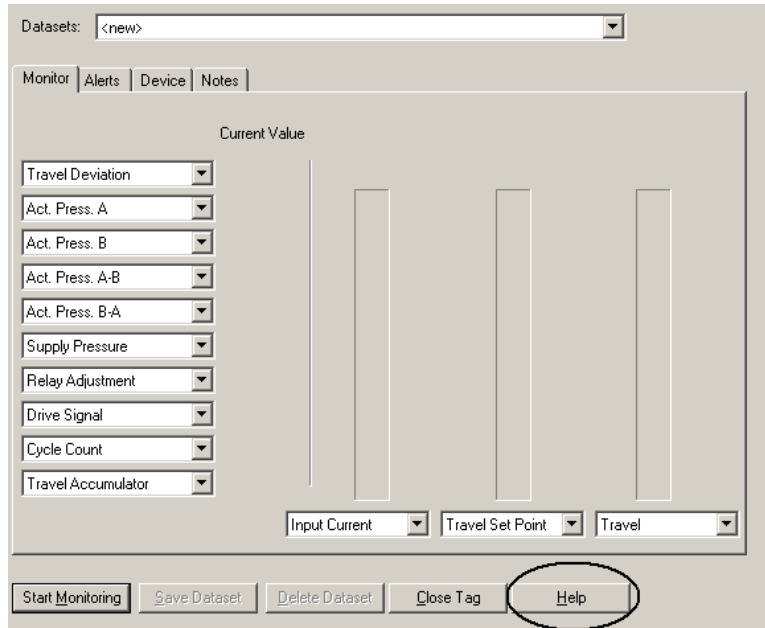 Datasets: <new>
Monitor Alerts Device Notes
Current Value
Travel Deviation
Act. Press. A
Act. Press. B
Act. Press. A-B
Act. Press. B-A
Supply Pressure
Relay Adjustment
Drive Signal
Cycle Count
Travel Accumulator
Input Current Travel Set Point Travel
Start Monitoring Save Dataset Delete Dataset Close Tag Help